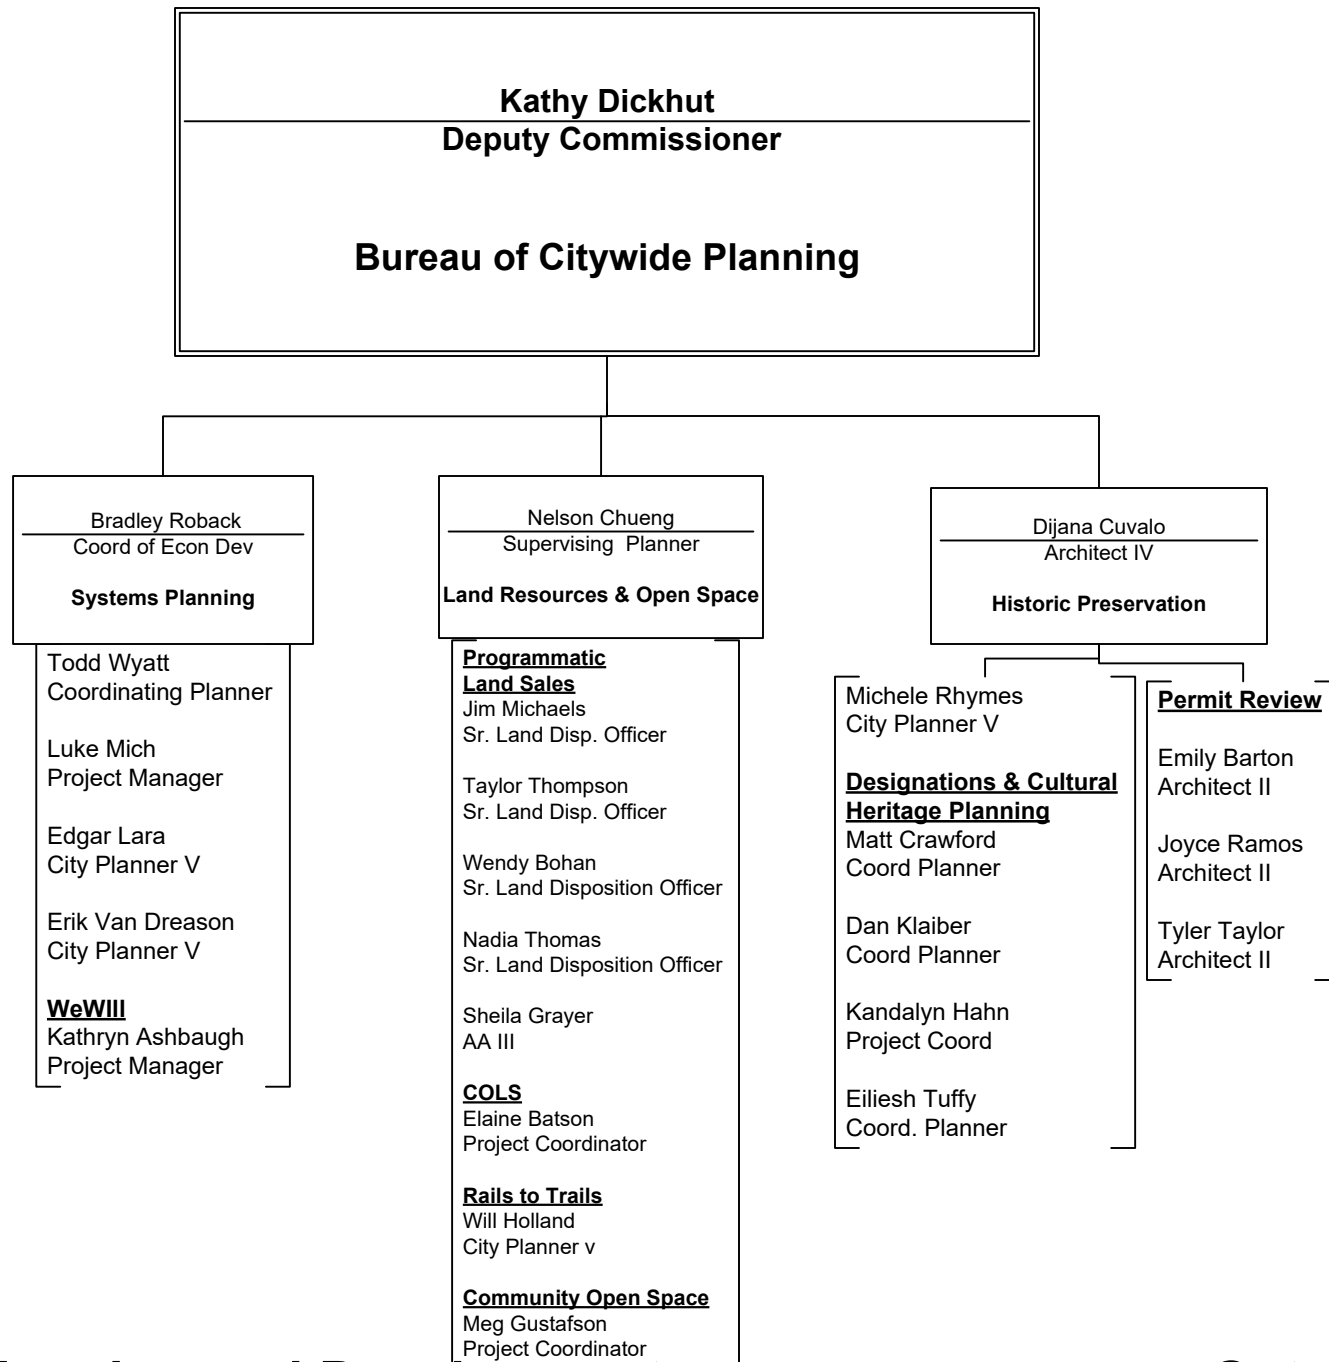 Kathy Dickhut
Deputy Commissioner
Bureau of Citywide Planning
Bradley Roback
Coord of Econ Dev
Systems Planning
Todd Wyatt
Coordinating Planner
Luke Mich
Project Manager
Edgar Lara
City Planner V
Erik Van Dreason
City Planner V
WeWIll
Kathryn Ashbaugh
Project Manager
Nelson Chueng
Supervising Planner
Land Resources & Open Space
Programmatic
Land Sales
Jim Michaels
Sr. Land Disp. Officer
Taylor Thompson
Sr. Land Disp. Officer
Wendy Bohan
Sr. Land Disposition Officer
Nadia Thomas
Sr. Land Disposition Officer
Sheila Grayer
AA III
COLS
Elaine Batson
Project Coordinator
Rails to Trails
Will Holland
City Planner v
Community Open Space
Meg Gustafson
Project Coordinator
Dijana Cuvalo
Architect IV
Historic Preservation
Michele Rhymes
City Planner V
Designations & Cultural
Heritage Planning
Matt Crawford
Coord Planner
Dan Klaiber
Coord Planner
Kandalyn Hahn
Project Coord
Eiliesh Tuffy
Coord. Planner
Permit Review
Emily Barton
Architect II
Joyce Ramos
Architect II
Tyler Taylor
Architect II